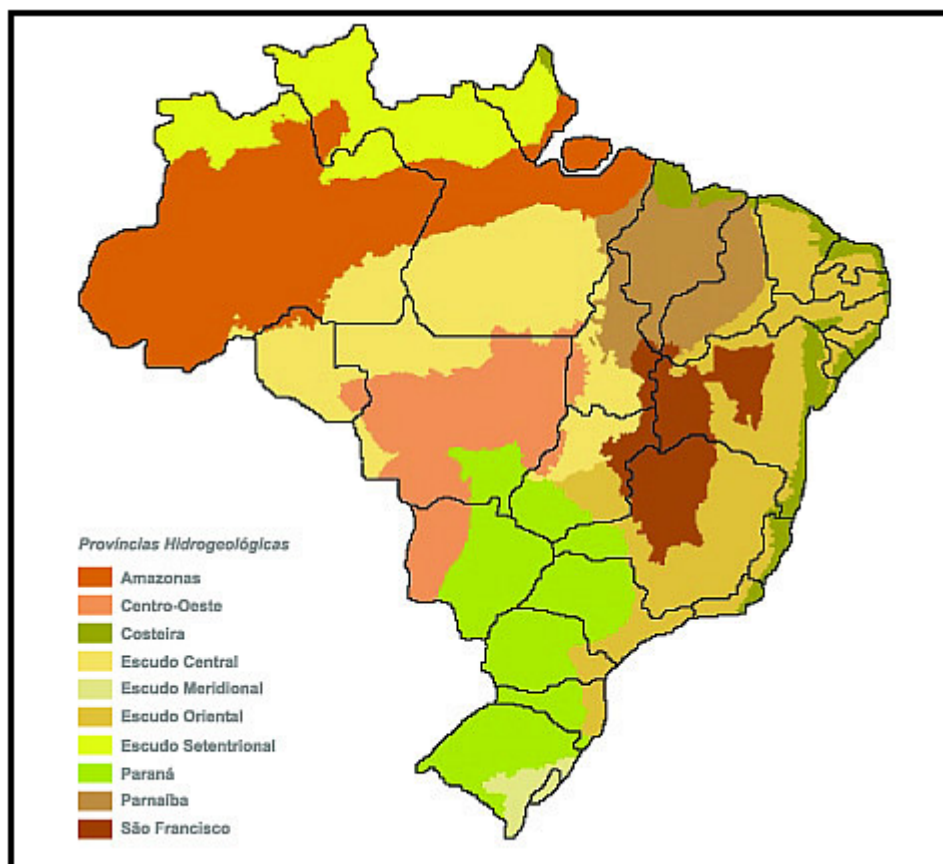 Províncias Hidrogeológicas
Amazonas
Centro-Oeste
Costeira
Escudo Central
Escudo Meridional
Escudo Oriental
Escudo Setentrional
Paraná
Parnaíba
São Francisco